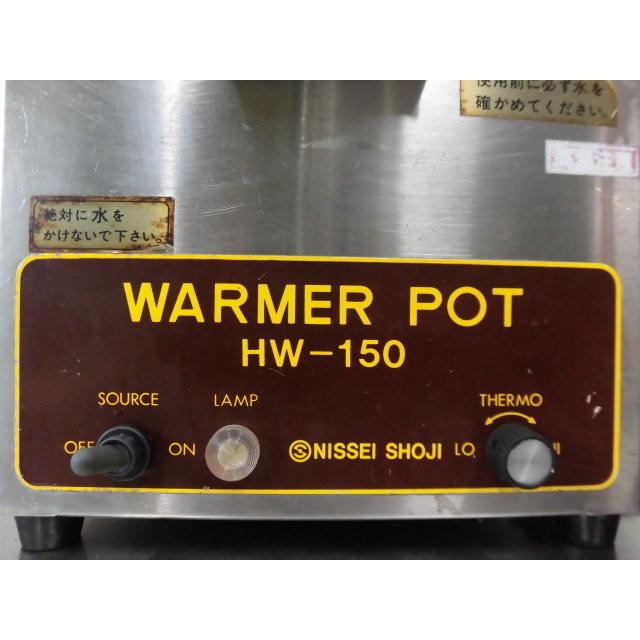 使用前に必ず水を
確かめてください。
絶対に水を
かけないで下さい。
WARMER POT
HW-150
SOURCE
LAMP
THERMO
OFF
ON
NISSEI SHOJI
LO